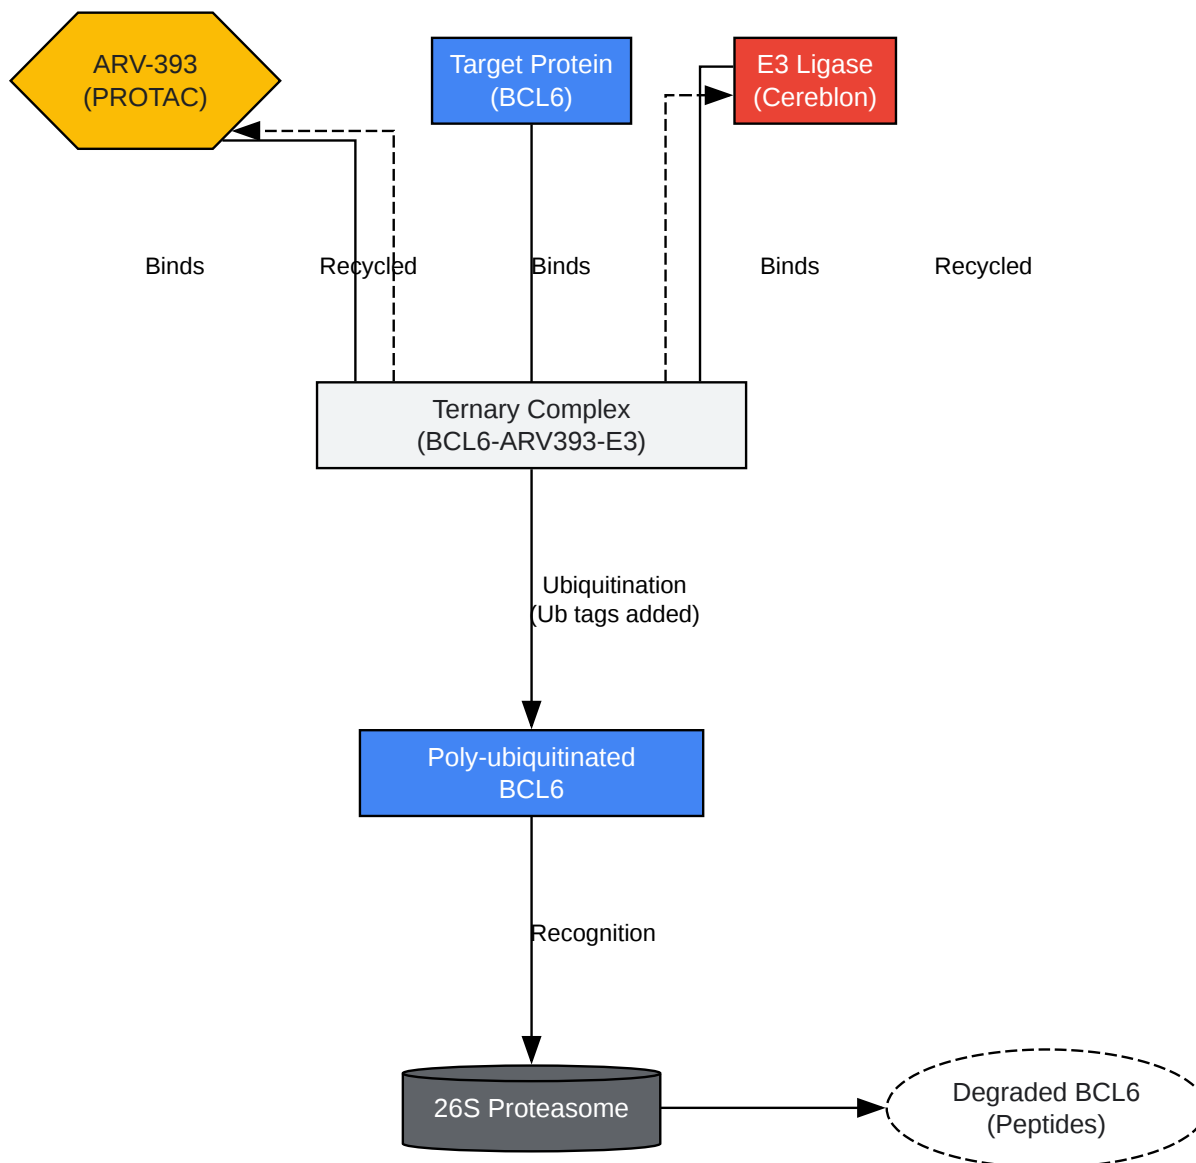 ARV-393
(PROTAC)
Target Protein
(BCL6)
E3 Ligase
(Cereblon)
Binds
Recycled
Binds
Binds
Recycled
Ternary Complex
(BCL6-ARV393-E3)
Ubiquitination
(Ub tags added)
Poly-ubiquitinated
BCL6
Recognition
26S Proteasome
Degraded BCL6
(Peptides)